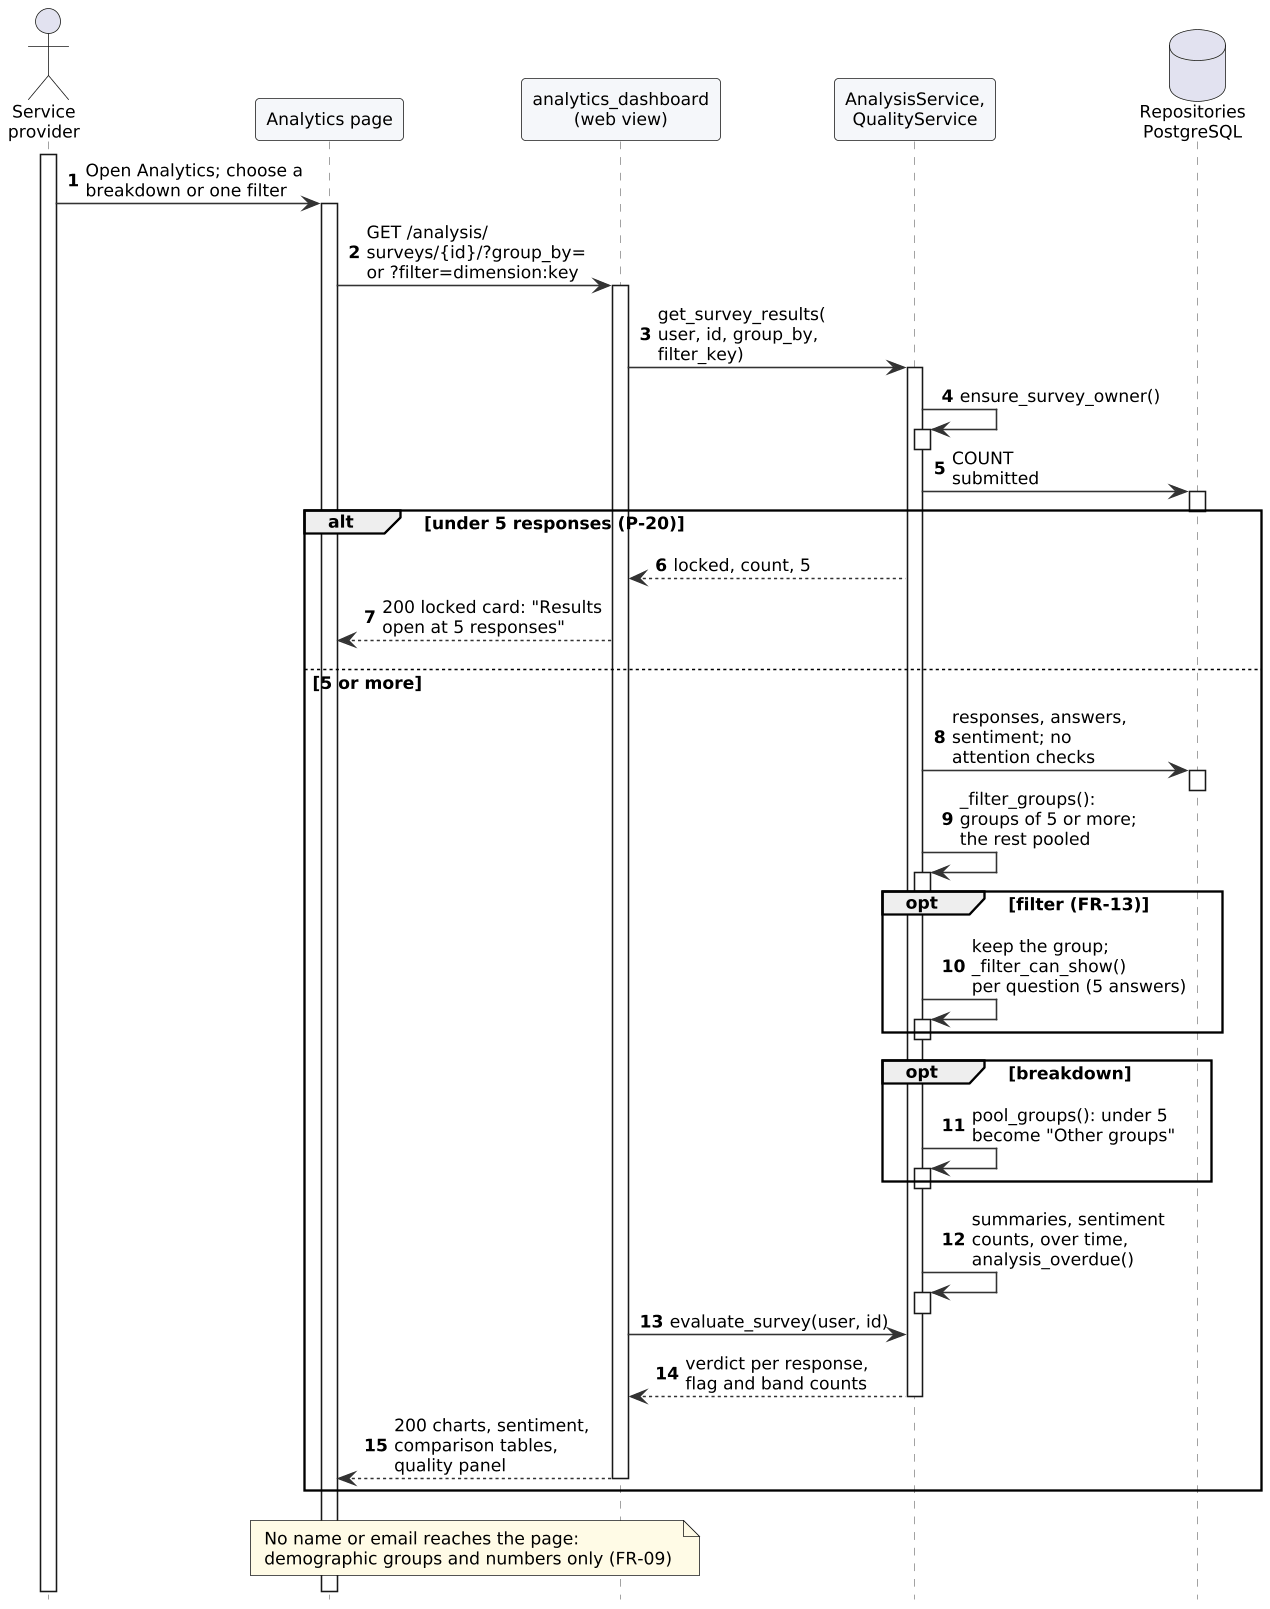 Service
provider
Analytics page
analytics_dashboard
(web view)
AnalysisService,
QualityService
Repositories
PostgreSQL
1 Open Analytics; choose a
breakdown or one filter
2 GET /analysis/
surveys/{id}/?group_by=
or ?filter=dimension:key
3 get_survey_results(
user, id, group_by,
filter_key)
4 ensure_survey_owner()
5 COUNT
submitted
alt [under 5 responses (P-20)]
6 locked, count, 5
7 200 locked card: "Results
open at 5 responses"
[5 or more]
8 responses, answers,
sentiment; no
attention checks
9 _filter_groups():
groups of 5 or more;
the rest pooled
opt [filter (FR-13)]
10 keep the group;
_filter_can_show()
per question (5 answers)
opt [breakdown]
11 pool_groups(): under 5
become "Other groups"
12 summaries, sentiment
counts, over time,
analysis_overdue()
13 evaluate_survey(user, id)
14 verdict per response,
flag and band counts
15 200 charts, sentiment,
comparison tables,
quality panel
No name or email reaches the page:
demographic groups and numbers only (FR-09)